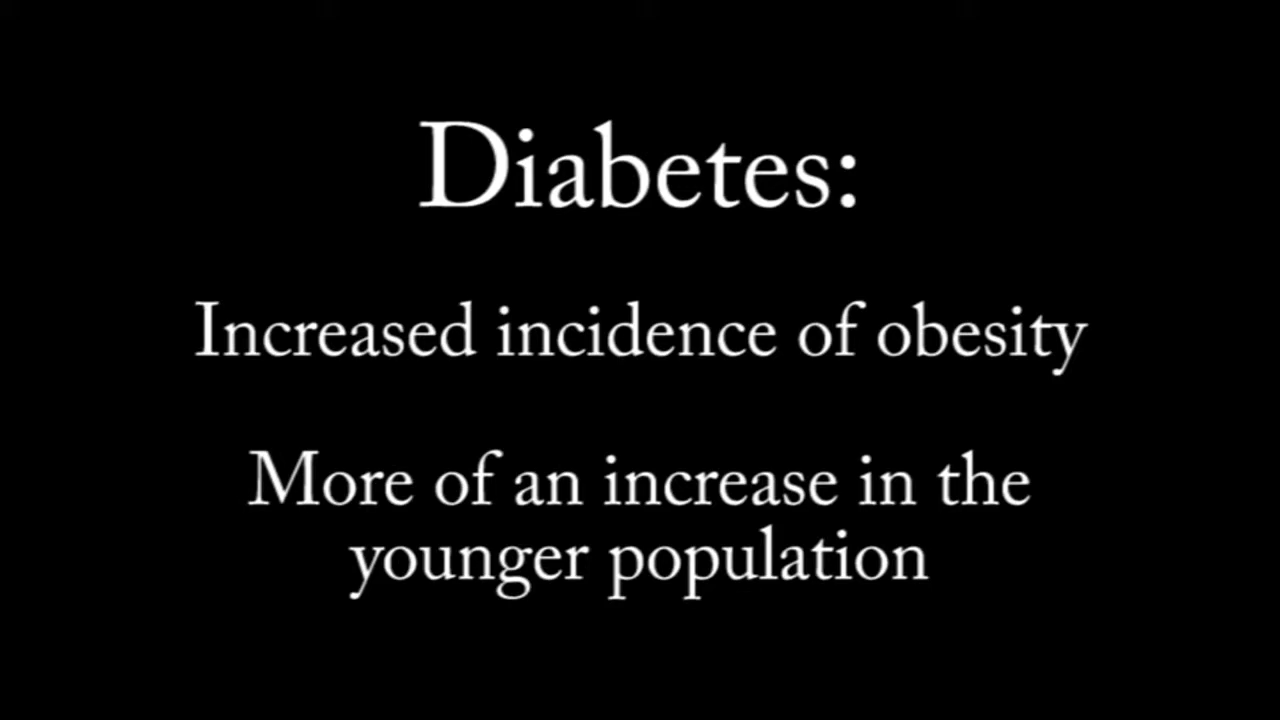 Diabetes:
Increased incidence of obesity
More of an increase in the
younger population